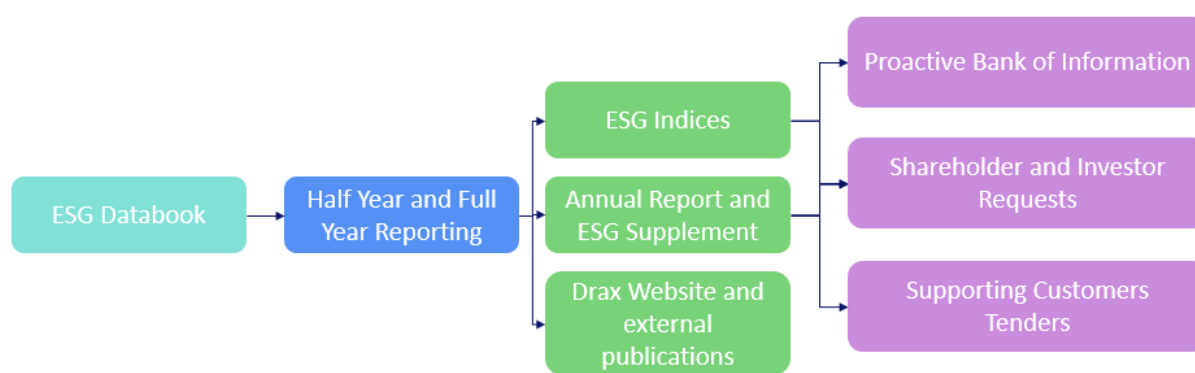 ESG Databook
Half Year and Full
Year Reporting
ESG Indices
Annual Report and
ESG Supplement
Drax Website and
external
publications
Proactive Bank of Information
Shareholder and Investor
Requests
Supporting Customers
Tenders